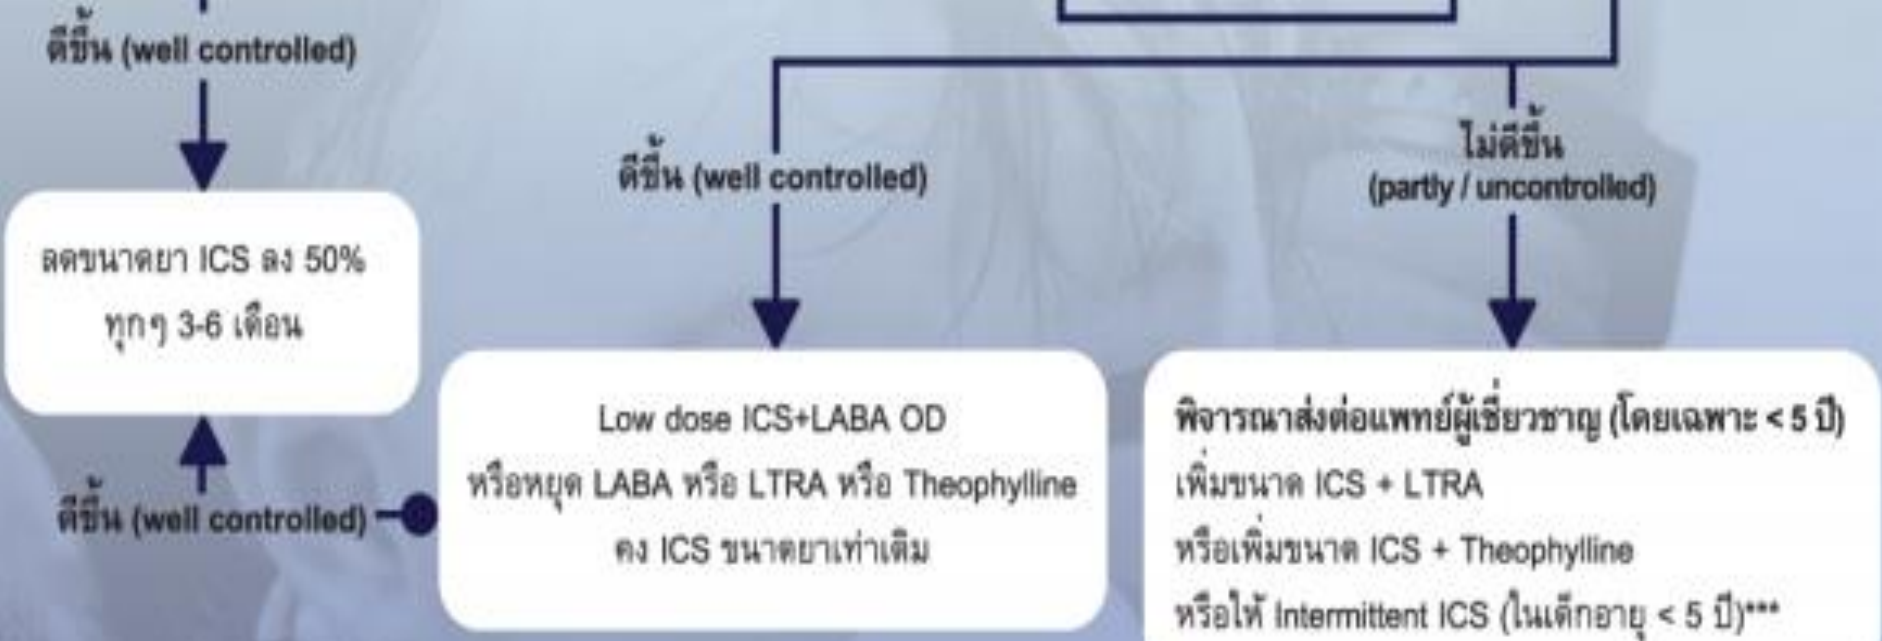 ดีขึ้น (well controlled)
ดีขึ้น (well controlled)
ไม่ดีขึ้น
(partly / uncontrolled)
ลดขนาดยา ICS ลง 50%
ทุกๆ 3-6 เดือน
Low dose ICS+LABA OD
หรือหยุด LABA หรือ LTRA หรือ Theophylline
คง ICS ขนาดยาเท่าเดิม
ดีขึ้น (well controlled)
พิจารณาส่งต่อแพทย์ผู้เชี่ยวชาญ (โดยเฉพาะ < 5 ปี)
เพิ่มขนาด ICS + LTRA
หรือเพิ่มขนาด ICS + Theophylline
หรือให้ Intermittent ICS (ในเด็กอายุ < 5 ปี)***